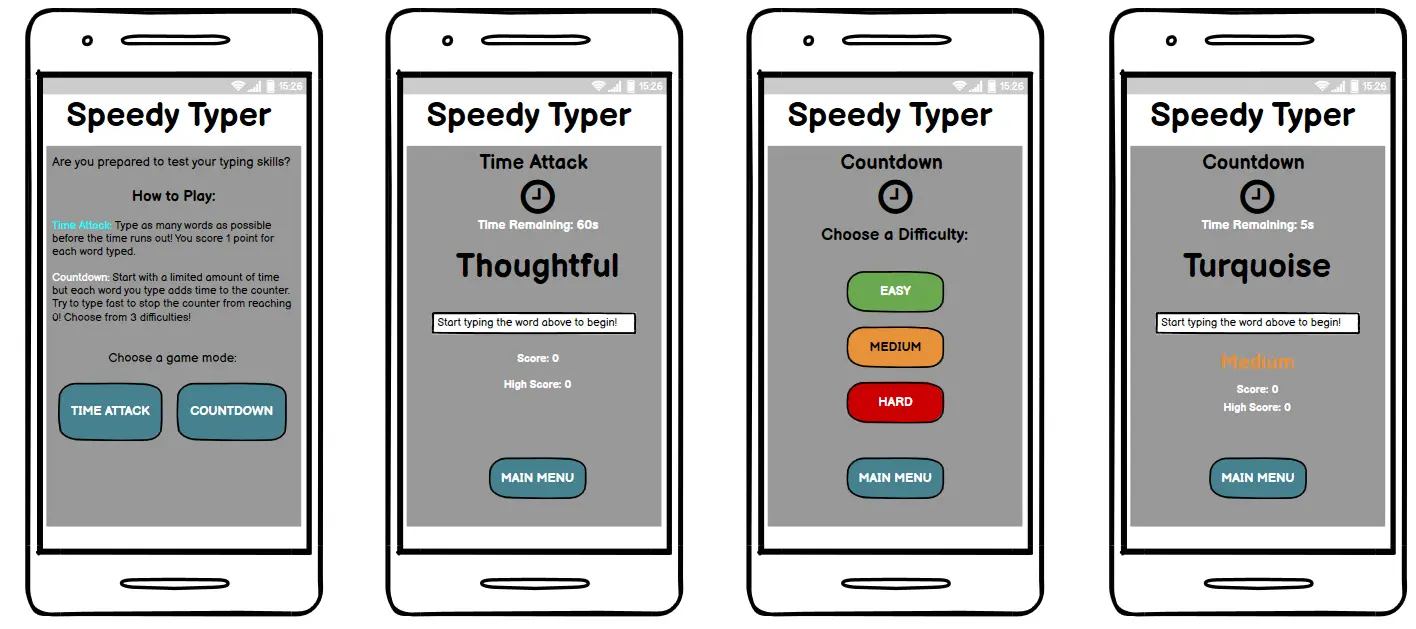 15:26
Speedy Typer
Are you prepared to test your typing skills?
How to Play:
Time Attack: Type as many words as possible
before the time runs out! You score 1 point for
each word typed.
Countdown: Start with a limited amount of time
but each word you type adds time to the counter.
Try to type fast to stop the counter from reaching
0! Choose from 3 difficulties!
Choose a game mode:
TIME ATTACK
COUNTDOWN
15:26
Speedy Typer
Time Attack
Time Remaining: 60s
Thoughtful
Start typing the word above to begin!
Score: 0
High Score: 0
MAIN MENU
15:26
Speedy Typer
Countdown
Time Remaining: 5s
Choose a Difficulty:
EASY
MEDIUM
HARD
MAIN MENU
15:26
Speedy Typer
Countdown
Time Remaining: 5s
Turquoise
Start typing the word above to begin!
Medium
Score: 0
High Score: 0
MAIN MENU